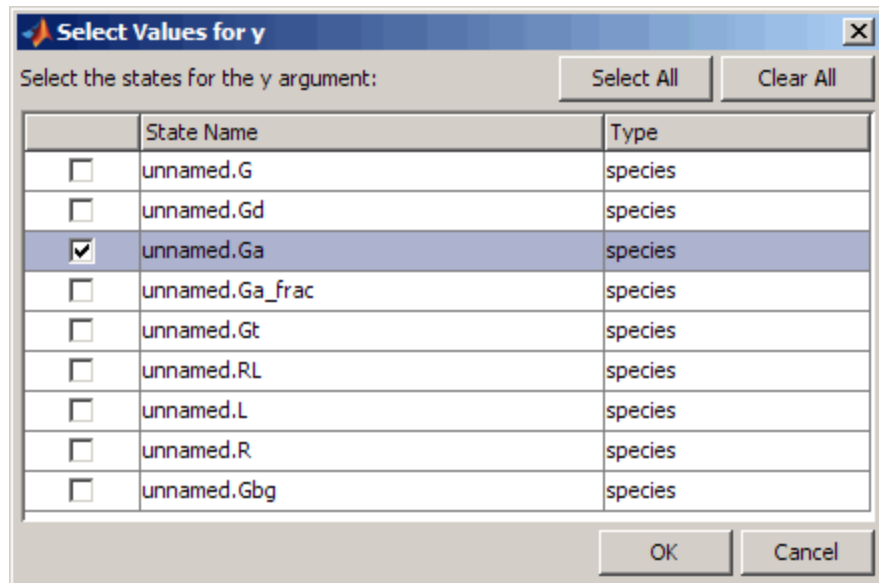 Select Values for y
Select the states for the y argument: Select All Clear All
State Name Type
unnamed.G species
unnamed.Gd species
unnamed.Ga species
unnamed.Ga_frac species
unnamed.Gt species
unnamed.RL species
unnamed.L species
unnamed.R species
unnamed.Gbg species
OK Cancel